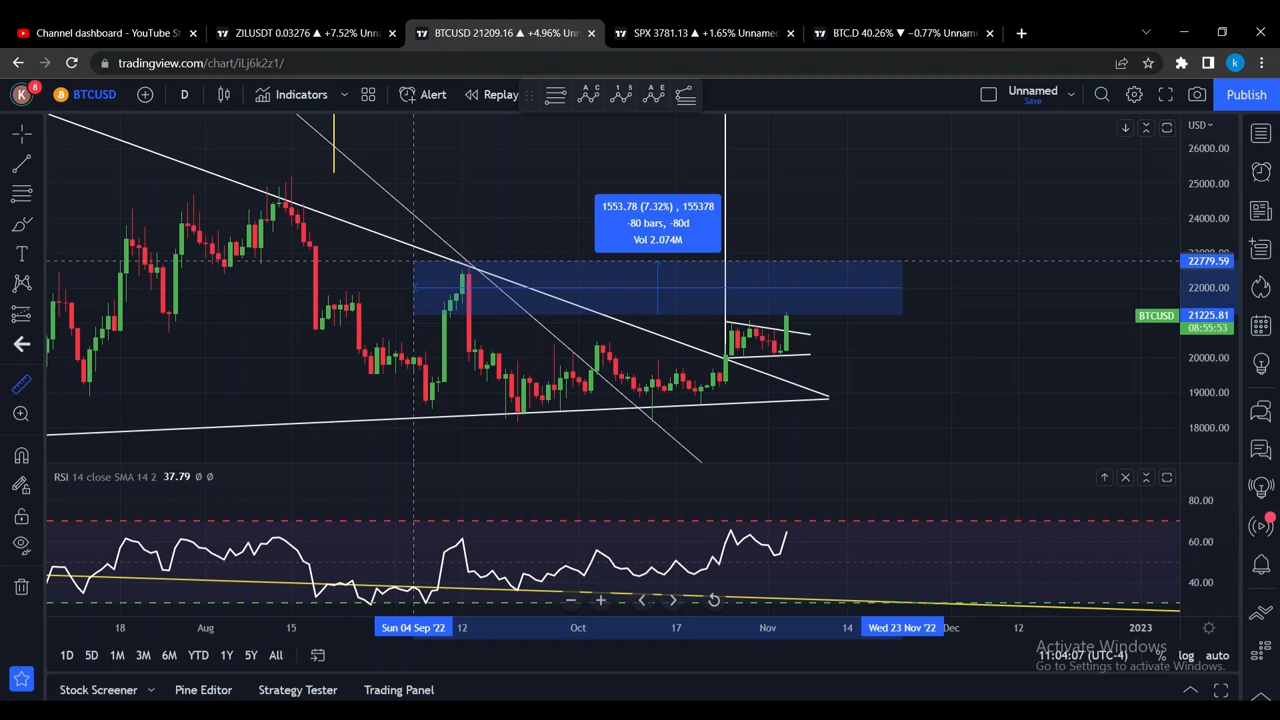 Channel dashboard - YouTube St
ZILUSDT 0.03276 ▲ +7.52% Unn
BTCUSD 21209.16 ▲ +4.96% Unn
SPX 3781.13 ▲ +1.65% Unnamed
BTC.D 40.26% ▼ −0.77% Unnam
tradingview.com/chart/iLj6k2z1/
k
K
8
BTCUSD
D
Indicators
Alert
Replay
A C
1 5
A E
Unnamed
Save
Publish
USD
26000.00
25000.00
24000.00
23000.00
22779.59
22000.00
BTCUSD
21225.81
08:55:53
20000.00
19000.00
18000.00
1553.78 (7.32%) , 155378
-80 bars, -80d
Vol 2.074M
RSI 14 close SMA 14 2 37.79 Ø Ø
80.00
60.00
40.00
18
Aug
15
Sun 04 Sep '22
12
Oct
17
Nov
14
Wed 23 Nov '22
Dec
12
2023
1D 5D 1M 3M 6M YTD 1Y 5Y All
11:04:07 (UTC-4)
%
log
auto
Activate Windows
Go to Settings to activate Windows.
Stock Screener
Pine Editor
Strategy Tester
Trading Panel